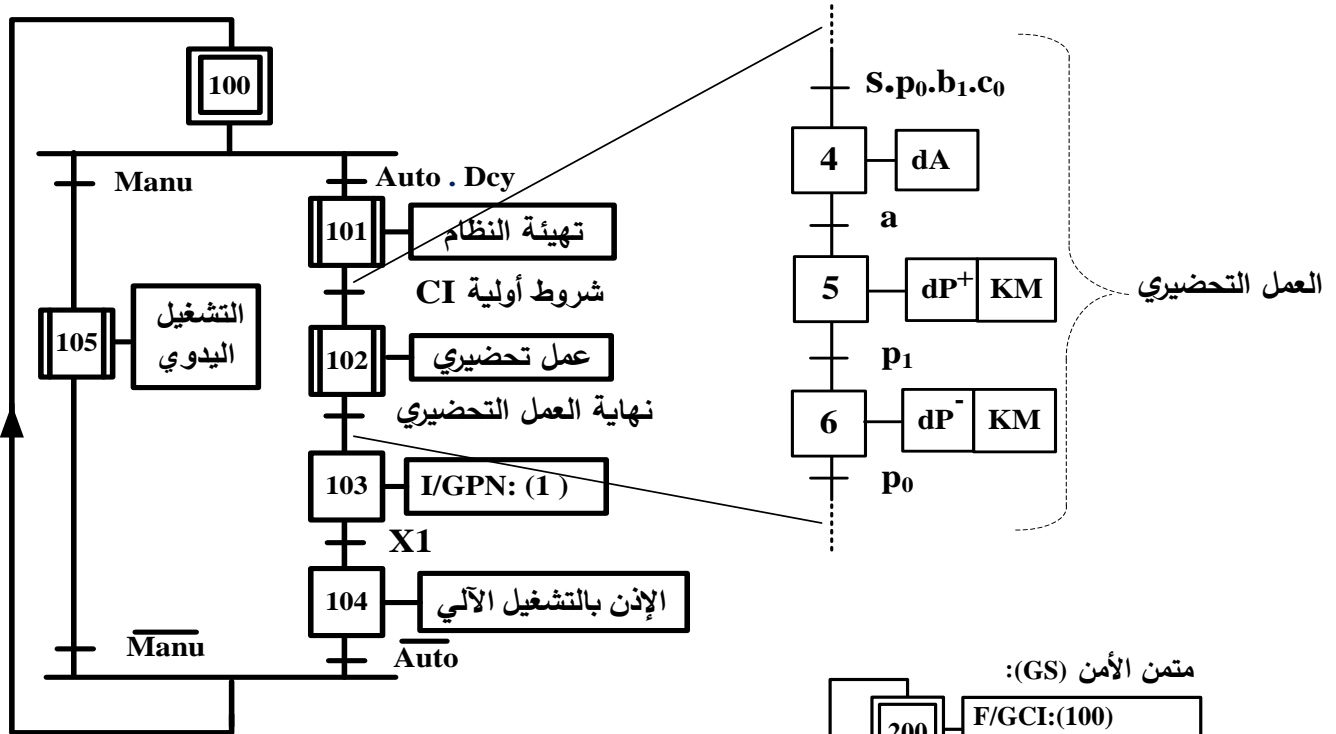 100
Manu
Auto . Dcy
101
تهيئة النظام
شروط أولية CI
105
التشغيل
اليدوي
102
عمل تحضيري
نهاية العمل التحضيري
103
I/GPN: (1 )
X1
104
الإذن بالتشغيل الآلي
Manu
Auto
S.p₀.b₁.c₀
4
dA
a
5
dP⁺
KM
p₁
6
dP⁻
KM
p₀
العمل التحضيري
متمن الأمن (GS):
200
F/GCI:(100)